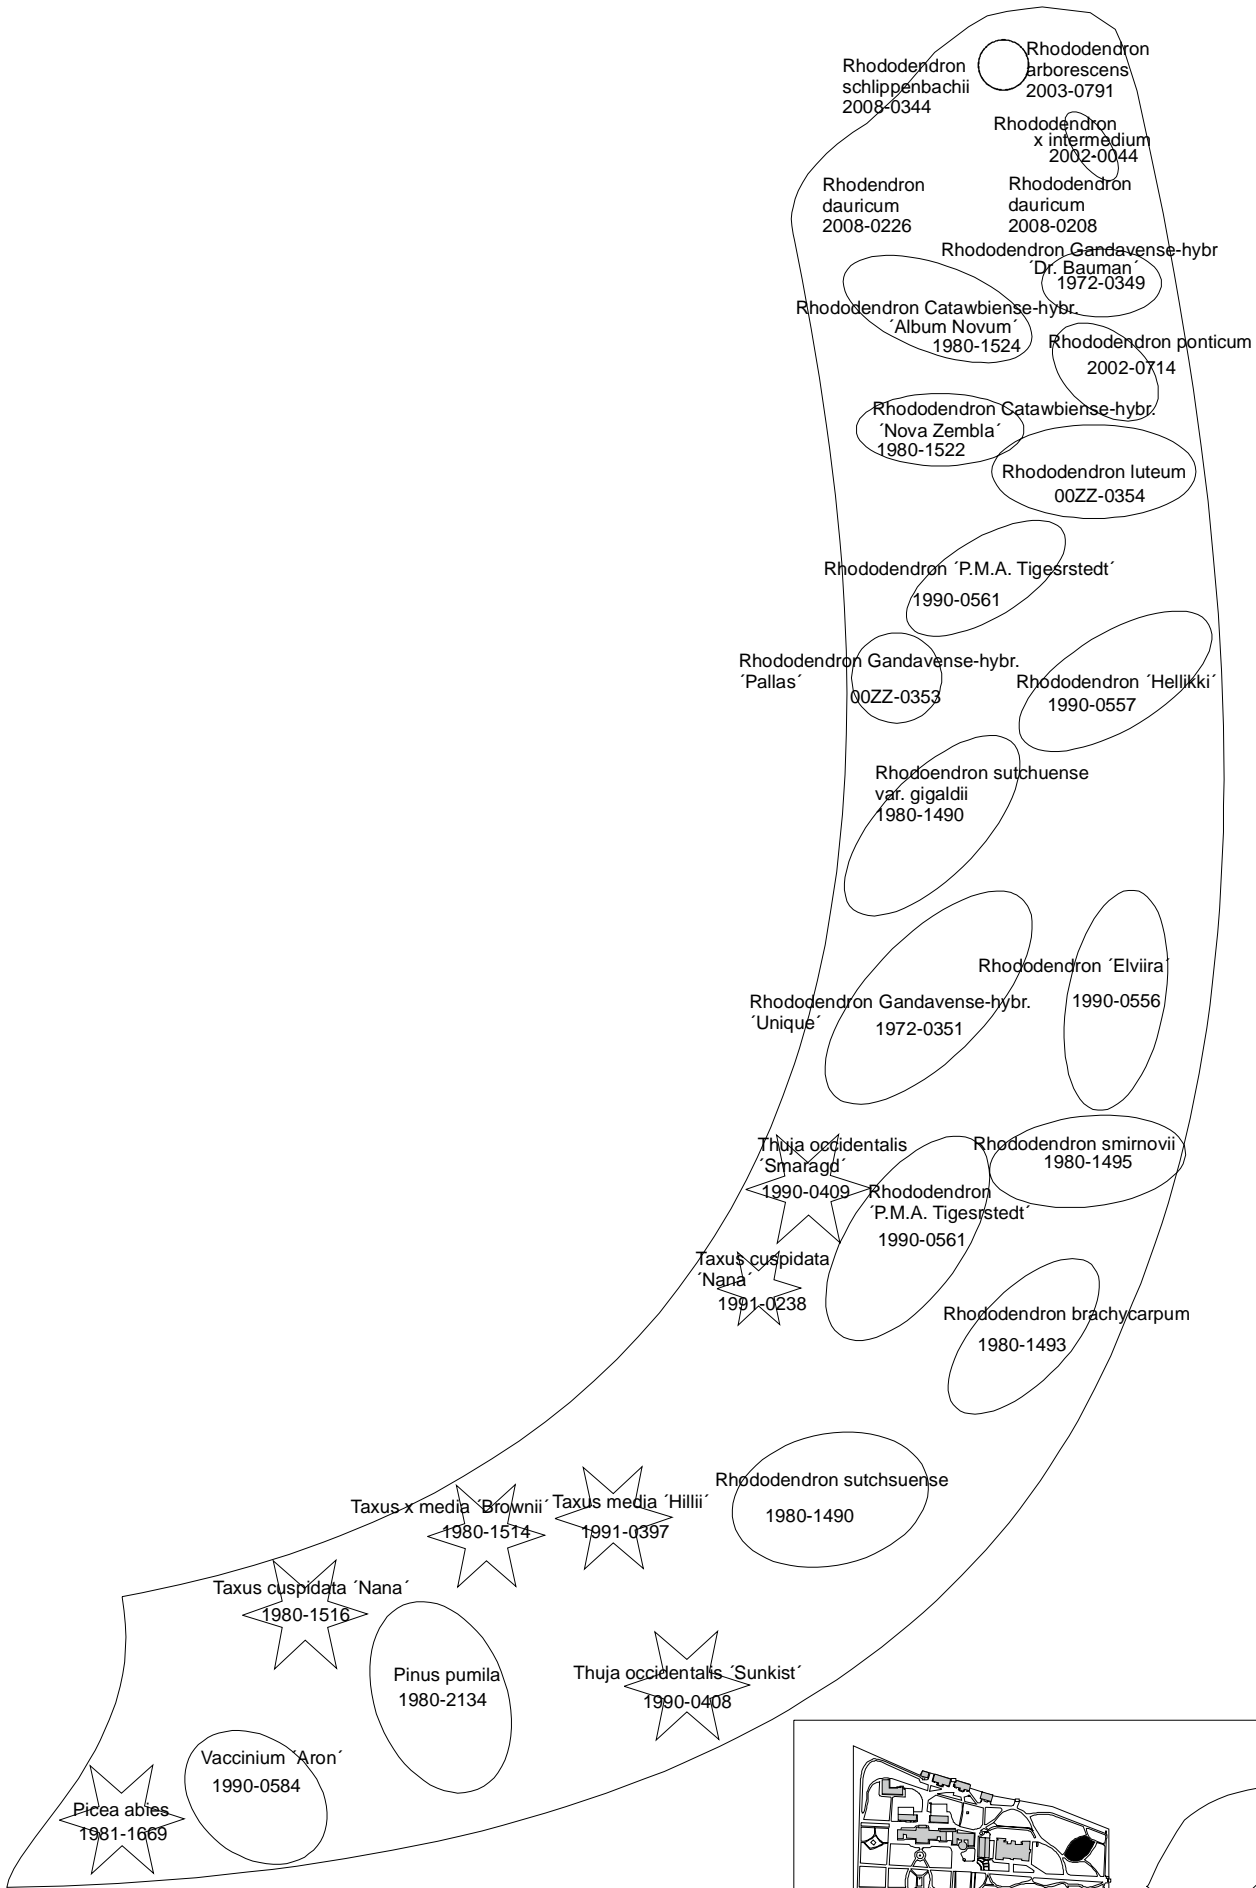 Rhododendron
arborescens
2003-0791
Rhododendron
schlippenbachii
2008-0344
Rhododendron
x intermedium
2002-0044
Rhodendron
dauricum
2008-0226
Rhododendron
dauricum
2008-0208
Rhododendron Gandavense-hybr
´Dr. Bauman´
1972-0349
Rhododendron Catawbiense-hybr.
´Album Novum´
1980-1524
Rhododendron ponticum
2002-0714
Rhododendron Catawbiense-hybr.
´Nova Zembla´
1980-1522
Rhododendron luteum
00ZZ-0354
Rhododendron ´P.M.A. Tigesrstedt´
1990-0561
Rhododendron Gandavense-hybr.
´Pallas´
00ZZ-0353
Rhododendron ´Hellikki´
1990-0557
Rhodoendron sutchuense
var. gigaldii
1980-1490
Rhododendron ´Elviira´
1990-0556
Rhododendron Gandavense-hybr.
´Unique´
1972-0351
Thuja occidentalis
´Smaragd´
1990-0409
Rhododendron smirnovii
1980-1495
Rhododendron
´P.M.A. Tigesrstedt´
1990-0561
Taxus cuspidata
´Nana´
1991-0238
Rhododendron brachycarpum
1980-1493
Rhododendron sutchsuense
1980-1490
Taxus x media ´Brownii´
1980-1514
Taxus media ´Hillii´
1991-0397
Taxus cuspidata ´Nana´
1980-1516
Pinus pumila
1980-2134
Thuja occidentalis ´Sunkist´
1990-0408
Vaccinium ´Aron´
1990-0584
Picea abies
1981-1669